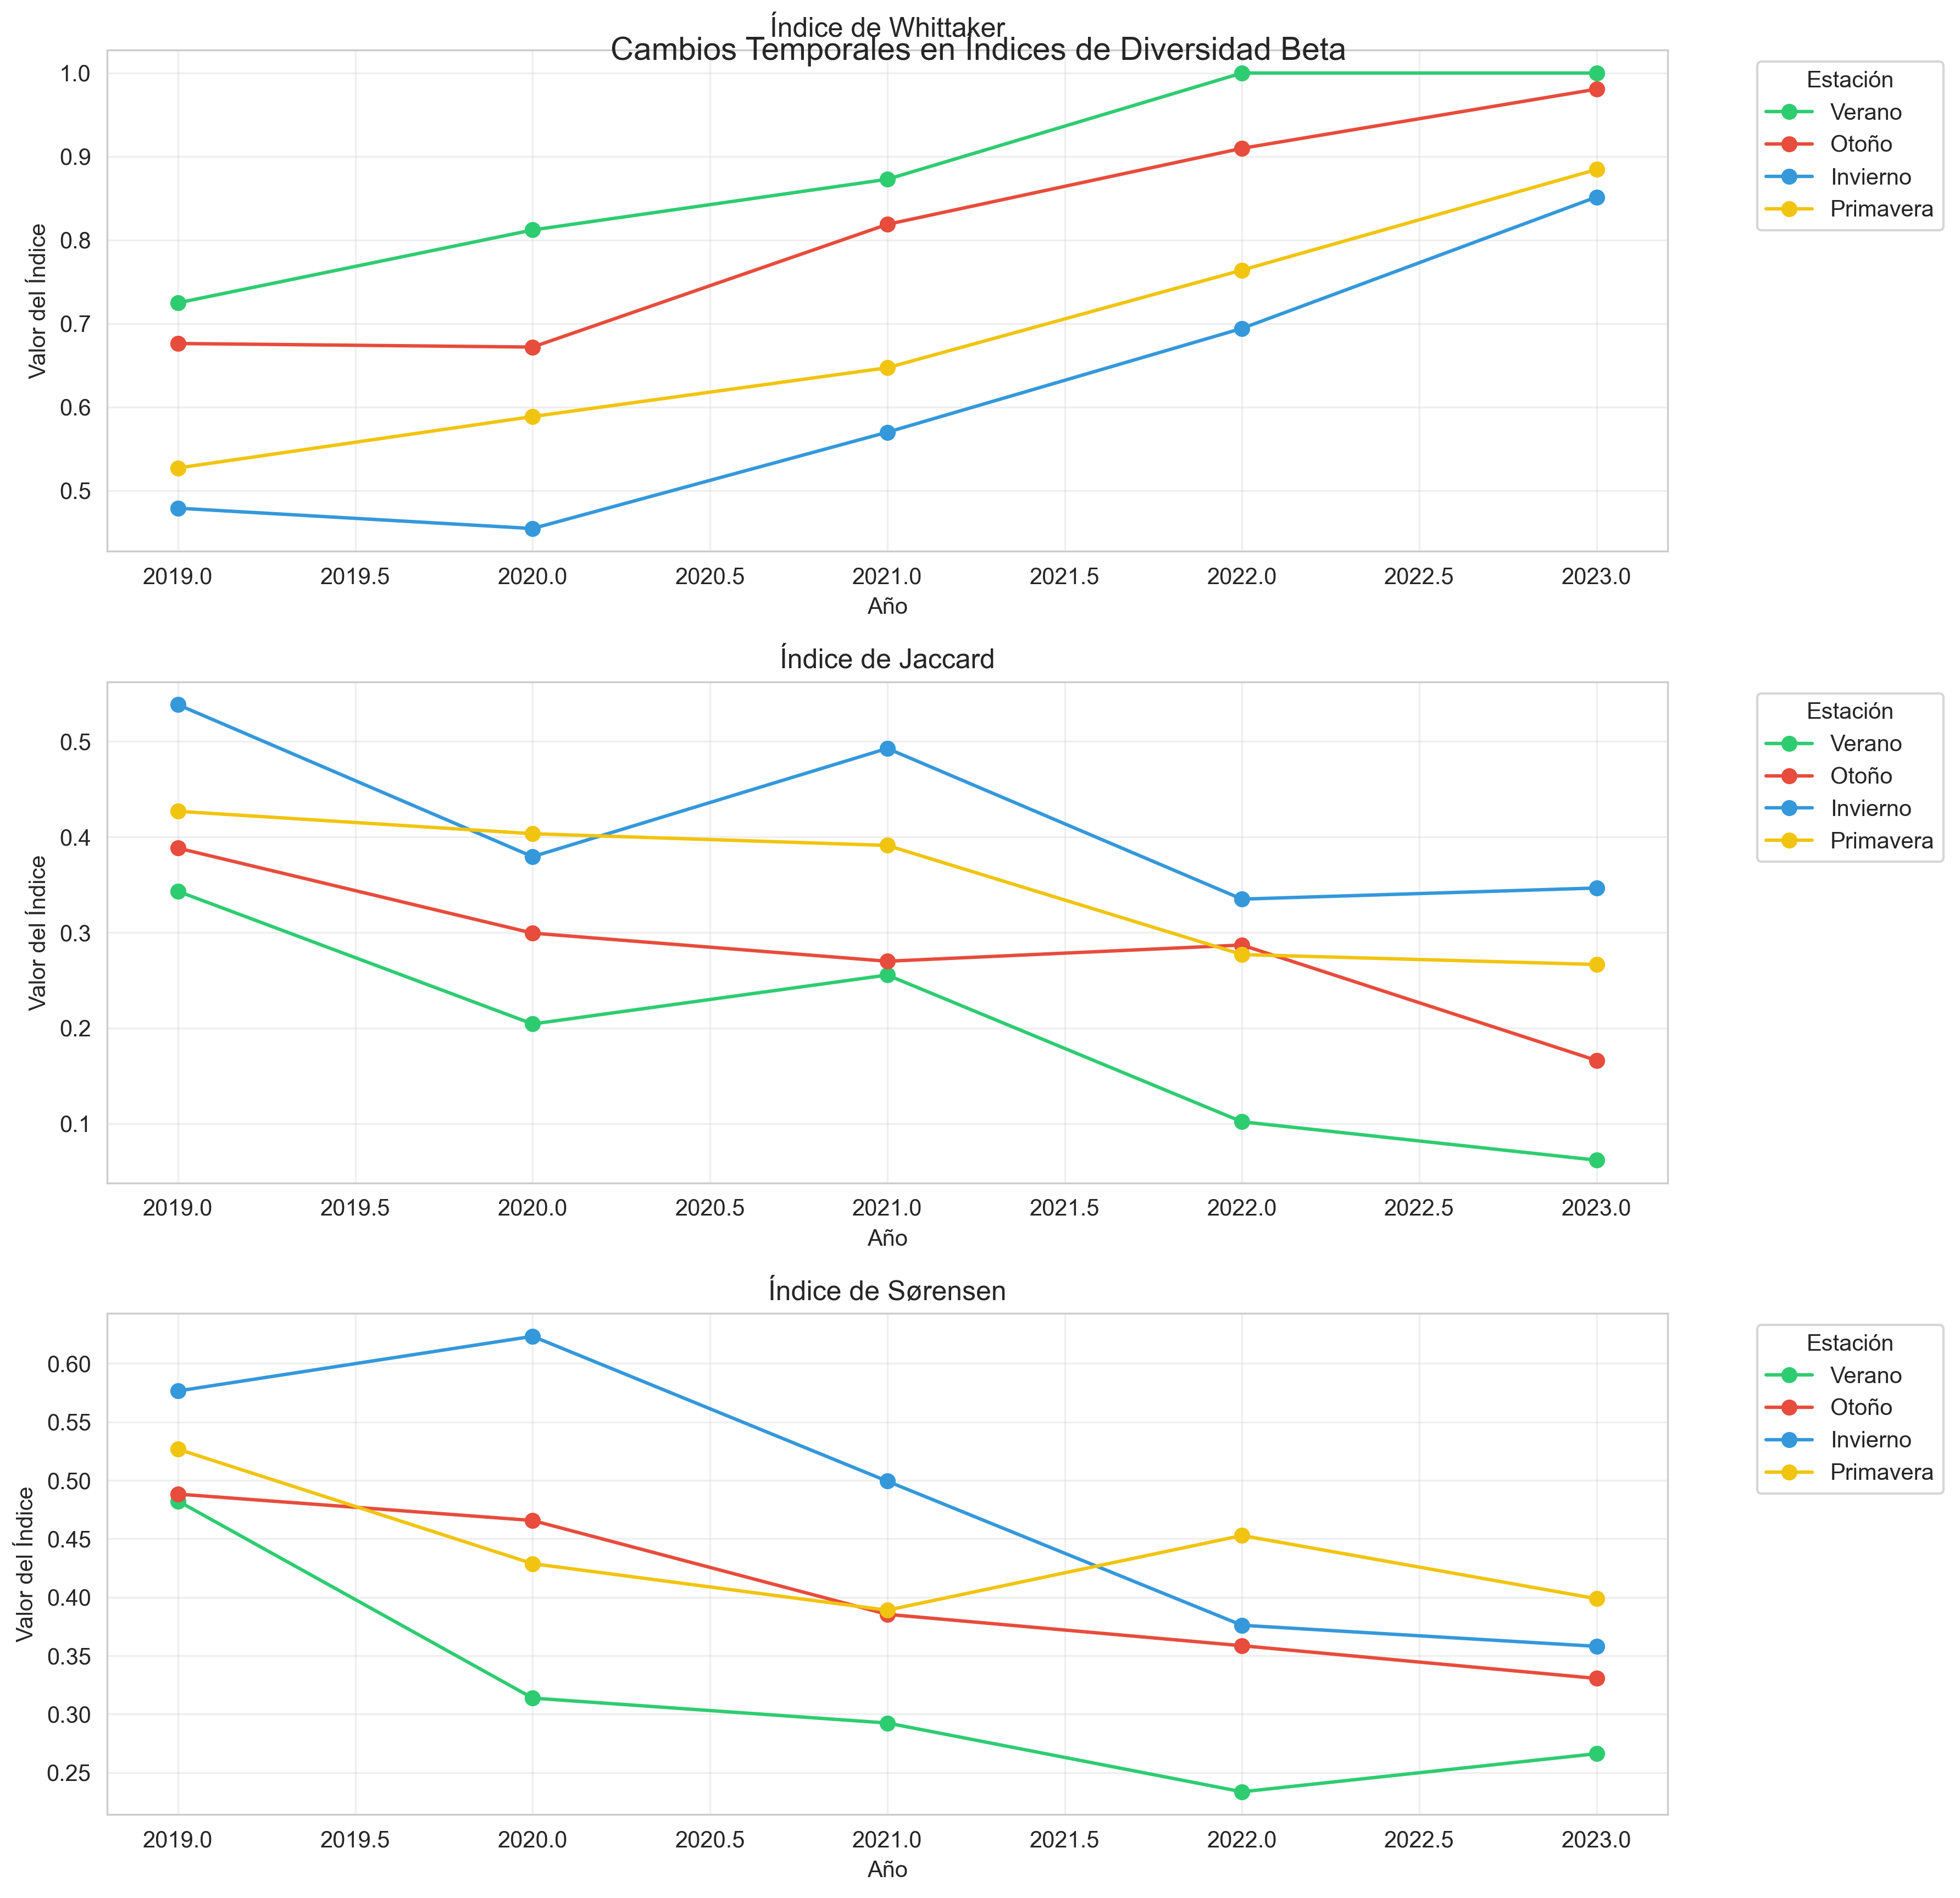 Índice de Whittaker
Cambios Temporales en Índices de Diversidad Beta
Valor del Índice
1.0
0.9
0.8
0.7
0.6
0.5
2019.0 2019.5 2020.0 2020.5 2021.0 2021.5 2022.0 2022.5 2023.0
Año
Estación
Verano
Otoño
Invierno
Primavera
Índice de Jaccard
Valor del Índice
0.5
0.4
0.3
0.2
0.1
2019.0 2019.5 2020.0 2020.5 2021.0 2021.5 2022.0 2022.5 2023.0
Año
Estación
Verano
Otoño
Invierno
Primavera
Índice de Sørensen
Valor del Índice
0.60
0.55
0.50
0.45
0.40
0.35
0.30
0.25
2019.0 2019.5 2020.0 2020.5 2021.0 2021.5 2022.0 2022.5 2023.0
Año
Estación
Verano
Otoño
Invierno
Primavera